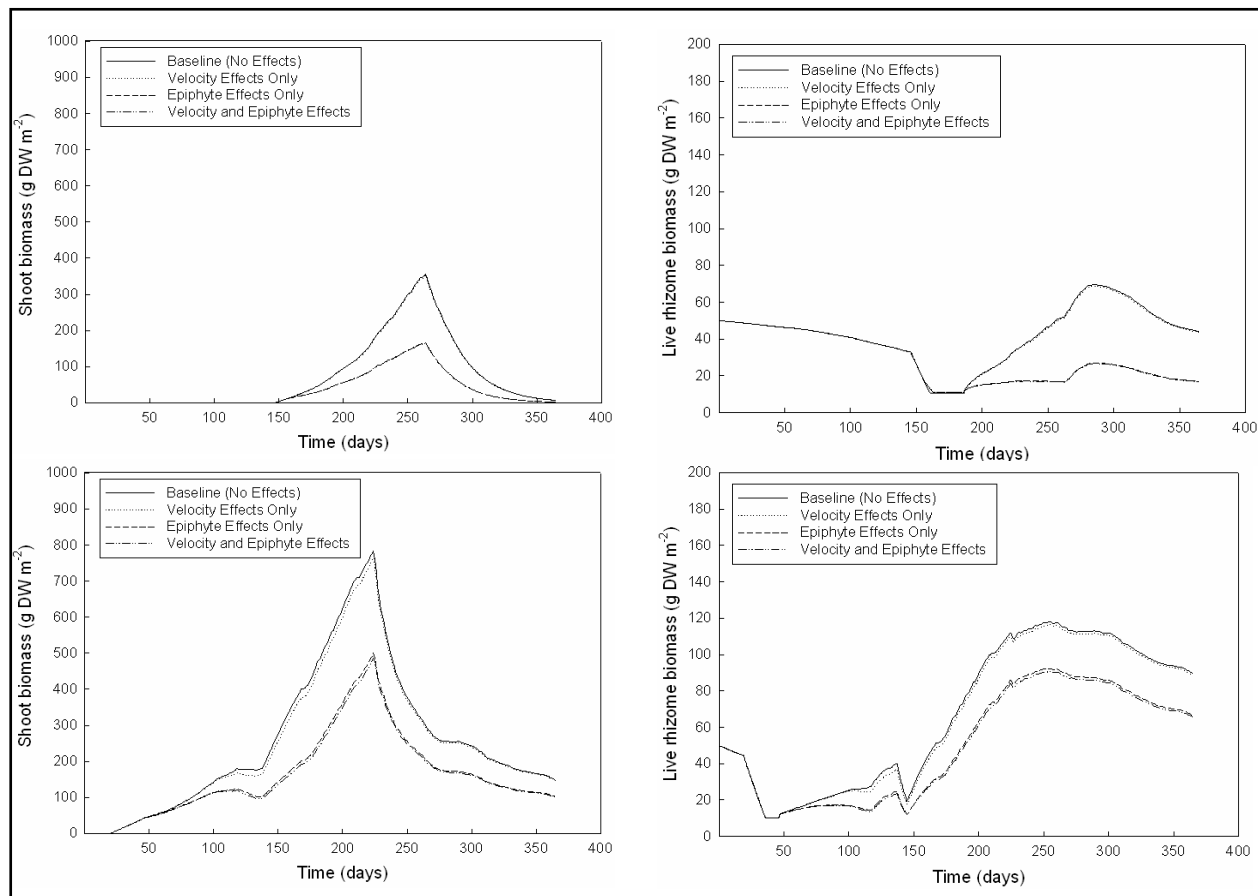 1000
900
800
700
600
500
400
300
200
100
0
Shoot biomass (g DW m-2)
Baseline (No Effects)
Velocity Effects Only
Epiphyte Effects Only
Velocity and Epiphyte Effects
50 100 150 200 250 300 350 400
Time (days)
200
180
160
140
120
100
80
60
40
20
0
Live rhizome biomass (g DW m-2)
Baseline (No Effects)
Velocity Effects Only
Epiphyte Effects Only
Velocity and Epiphyte Effects
50 100 150 200 250 300 350 400
Time (days)
1000
900
800
700
600
500
400
300
200
100
0
Shoot biomass (g DW m-2)
Baseline (No Effects)
Velocity Effects Only
Epiphyte Effects Only
Velocity and Epiphyte Effects
50 100 150 200 250 300 350 400
Time (days)
200
180
160
140
120
100
80
60
40
20
0
Live rhizome biomass (g DW m-2)
Baseline (No Effects)
Velocity Effects Only
Epiphyte Effects Only
Velocity and Epiphyte Effects
50 100 150 200 250 300 350 400
Time (days)